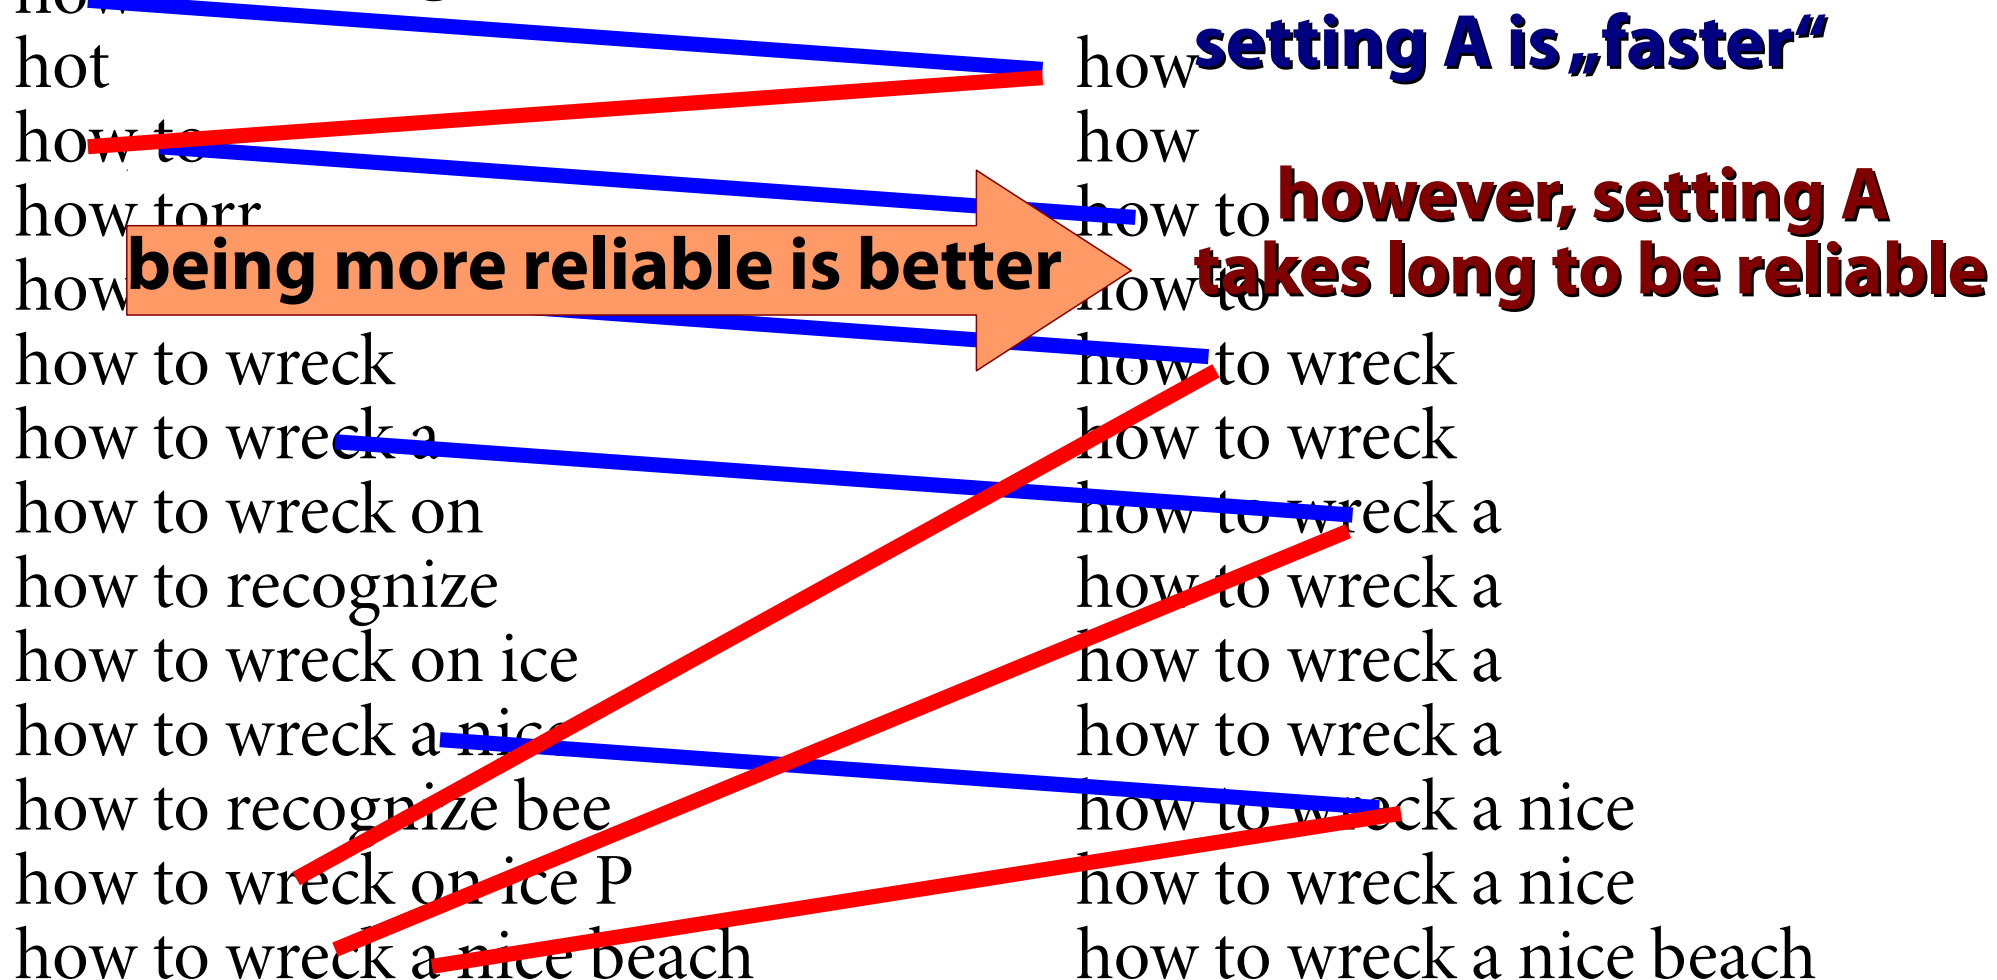 how
hot
how to
how torr
how
how to wreck
how to wreck a
how to wreck on
how to recognize
how to wreck on ice
how to wreck a nice
how to recognize bee
how to wreck on ice P
how to wreck a nice beach
being more reliable is better
how
how
how to
how to
how to wreck
how to wreck
how to wreck a
how to wreck a
how to wreck a
how to wreck a
how to wreck a nice
how to wreck a nice
how to wreck a nice beach
setting A is „faster“
however, setting A
takes long to be reliable